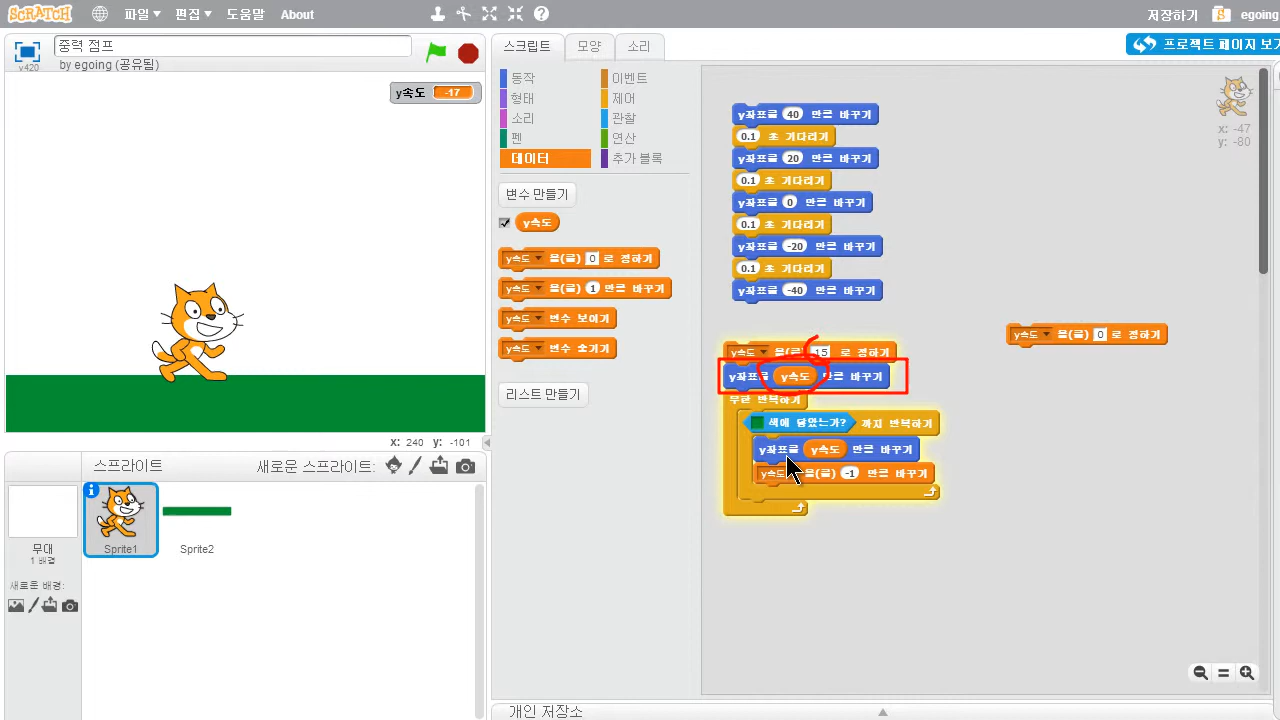 SCRATCH 파일 편집 도움말 About 저장하기 egoing
중력 점프
by egoing (공유됨)
v420
y속도 -17
x: 240 y: -101
스프라이트 새로운 스프라이트:
무대
1 배경
새로운 배경:
Sprite1
Sprite2
스크립트 모양 소리
프로젝트 페이지 보기
동작 이벤트
형태 제어
소리 관찰
펜 연산
데이터 추가 블록
변수 만들기
y속도
y속도 을(를) 0 로 정하기
y속도 을(를) 1 만큼 바꾸기
y속도 변수 보이기
y속도 변수 숨기기
리스트 만들기
x: -47
y: -80
y좌표를 40 만큼 바꾸기
0.1 초 기다리기
y좌표를 20 만큼 바꾸기
0.1 초 기다리기
y좌표를 0 만큼 바꾸기
0.1 초 기다리기
y좌표를 -20 만큼 바꾸기
0.1 초 기다리기
y좌표를 -40 만큼 바꾸기
y속도 을(를) 0 로 정하기
y속도 을(를) 15 로 정하기
y좌표를 y속도 만큼 바꾸기
무한 반복하기
색에 닿았는가? 까지 반복하기
y좌표를 y속도 만큼 바꾸기
y속도 을(를) -1 만큼 바꾸기
개인 저장소